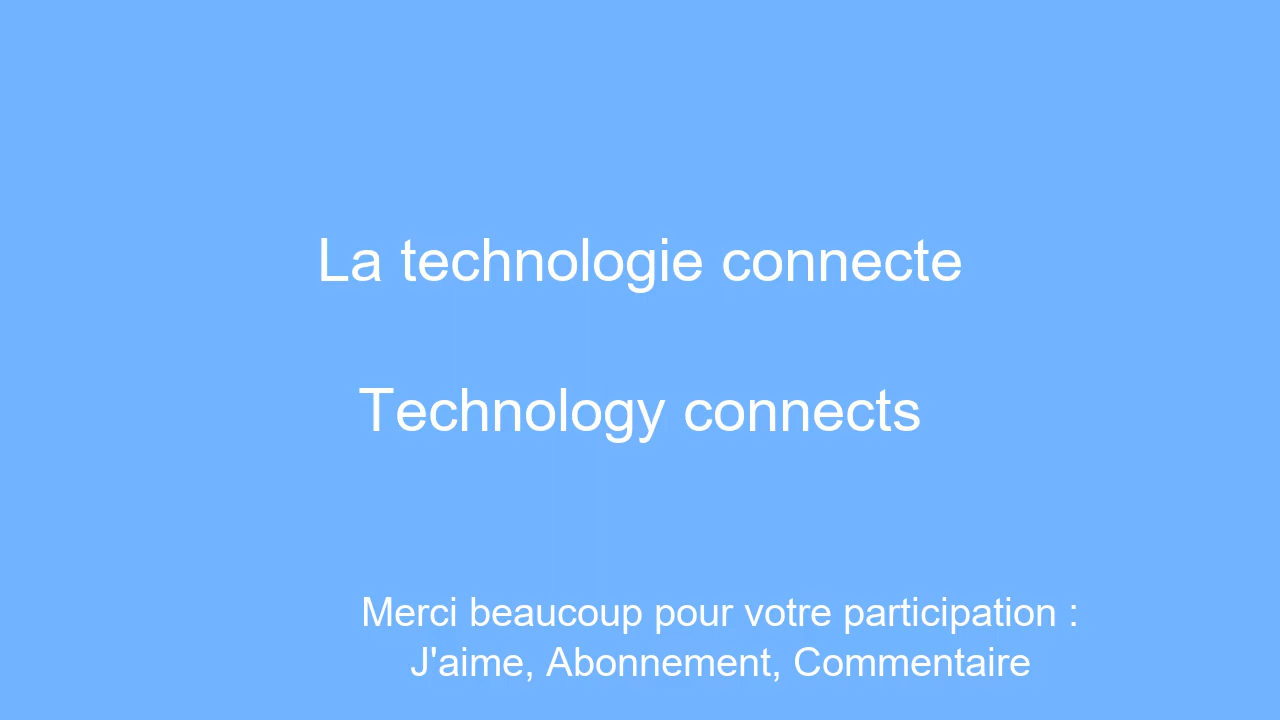 La technologie connecte
Technology connects
Merci beaucoup pour votre participation :
J'aime, Abonnement, Commentaire